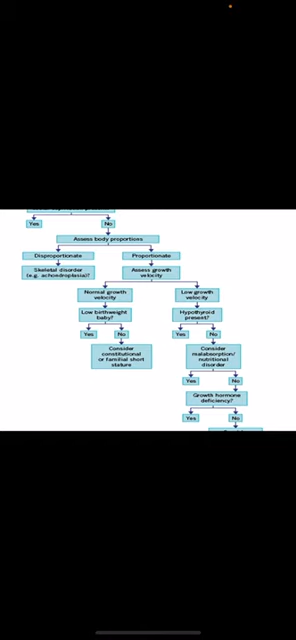 Yes
No
Assess body proportions
Disproportionate
Proportionate
Skeletal disorder
(e.g. achondroplasia)?
Assess growth
velocity
Normal growth
velocity
Low growth
velocity
Low birthweight
baby?
Hypothyroid
present?
Yes
No
Yes
No
Consider
constitutional
or familial short
stature
Consider
malabsorption/
nutritional
disorder
Yes
No
Growth hormone
deficiency?
Yes
No